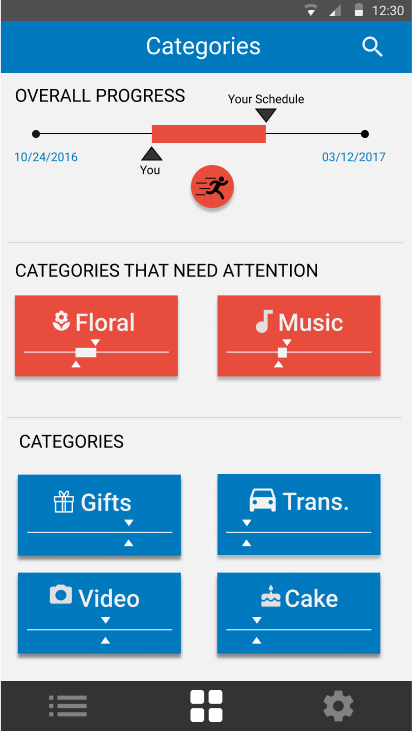 12:30
Categories
OVERALL PROGRESS
Your Schedule
10/24/2016
03/12/2017
You
CATEGORIES THAT NEED ATTENTION
Floral
Music
CATEGORIES
Gifts
Trans.
Video
Cake